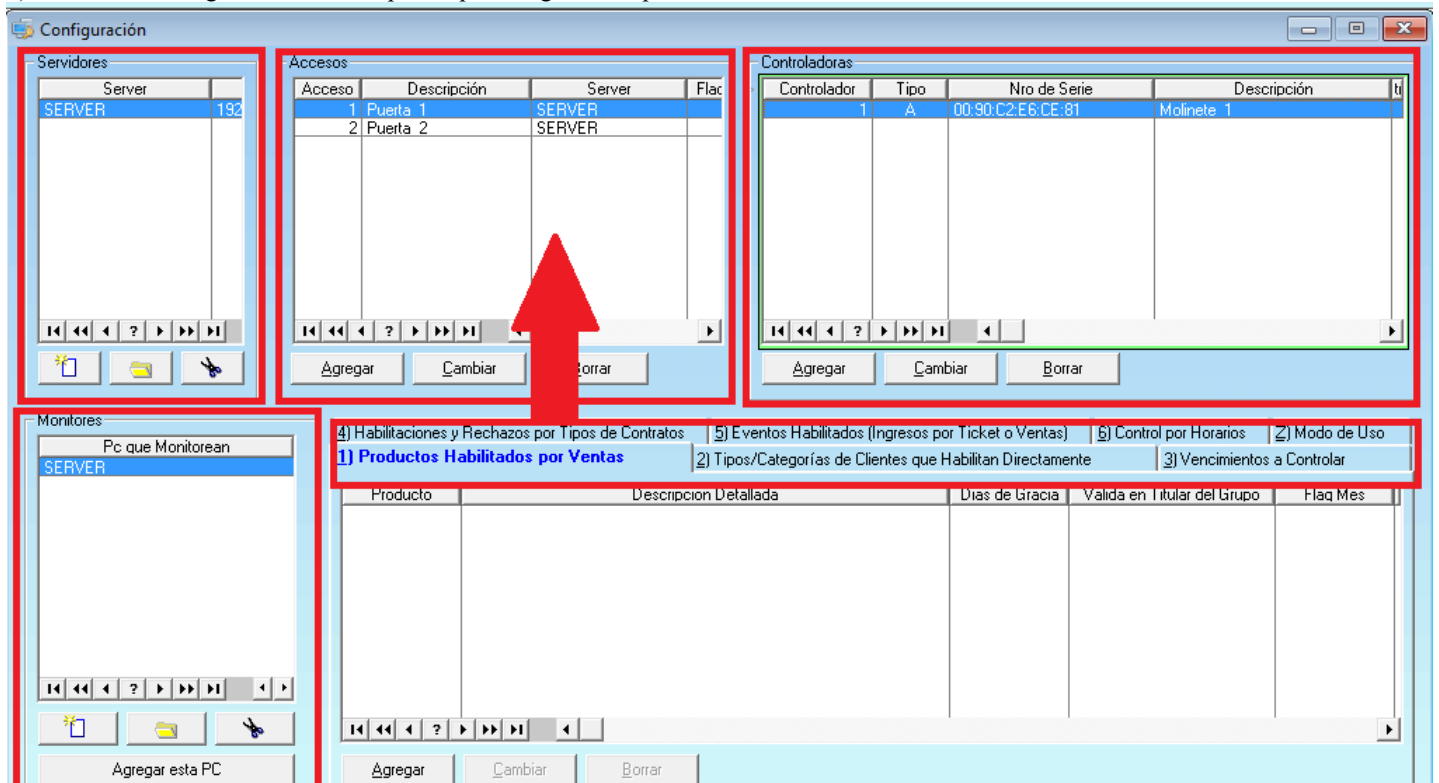 Configuración
Servidores
Server
SERVER 192
Accesos
Acceso Descripción Server Flac
1 Puerta 1 SERVER
2 Puerta 2 SERVER
Agregar Cambiar orrar
Controladoras
Controlador Tipo Nro de Serie Descripción
1 A 00:90:C2:E6:CE:81 Molinete 1
Agregar Cambiar Borrar
Monitores
Pc que Monitorean
SERVER
Agregar esta PC
4) Habilitaciones y Rechazos por Tipos de Contratos 5) Eventos Habilitados (Ingresos por Ticket o Ventas) 6) Control por Horarios Z) Modo de Uso
1) Productos Habilitados por Ventas 2) Tipos/Categorías de Clientes que Habilitan Directamente 3) Vencimientos a Controlar
Producto Descripcion Detallada Dias de Gracia Valida en Titular del Grupo Flag Mes
Agregar Cambiar Borrar